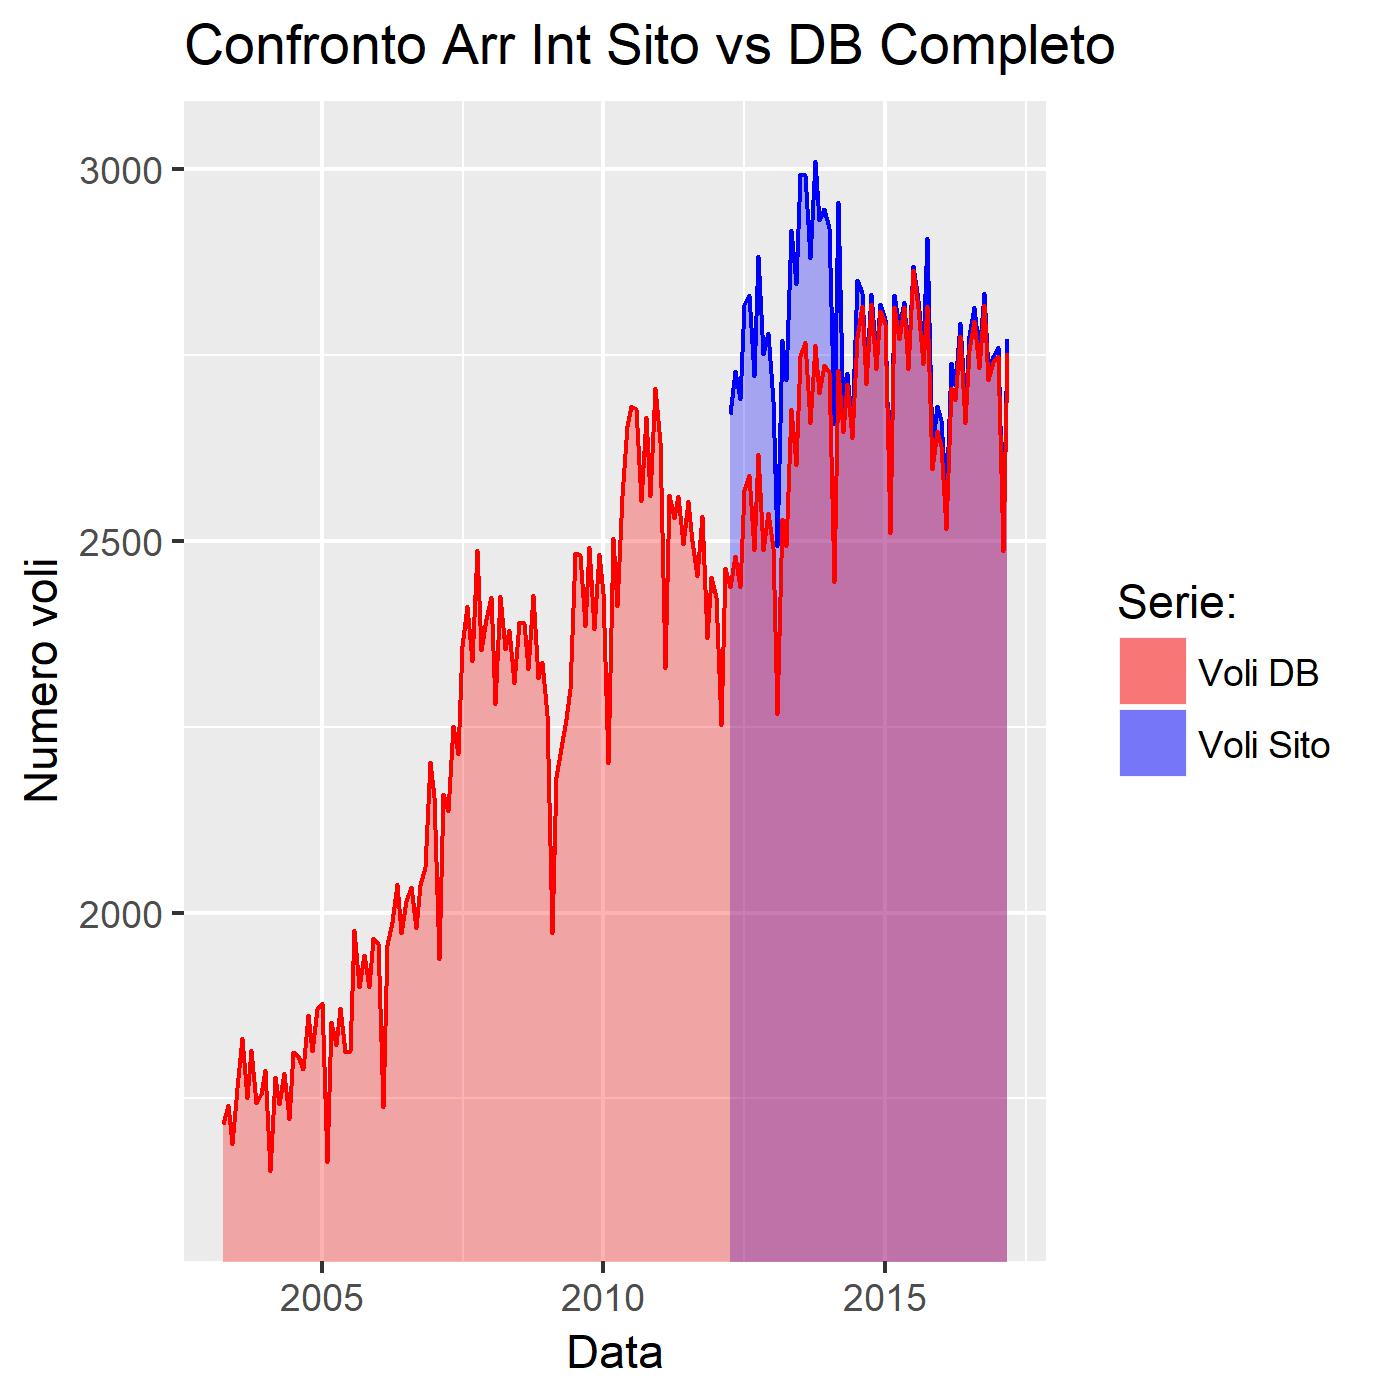 Confronto Arr Int Sito vs DB Completo
3000
2500
2000
Numero voli
2005
2010
2015
Data
Serie:
Voli DB
Voli Sito